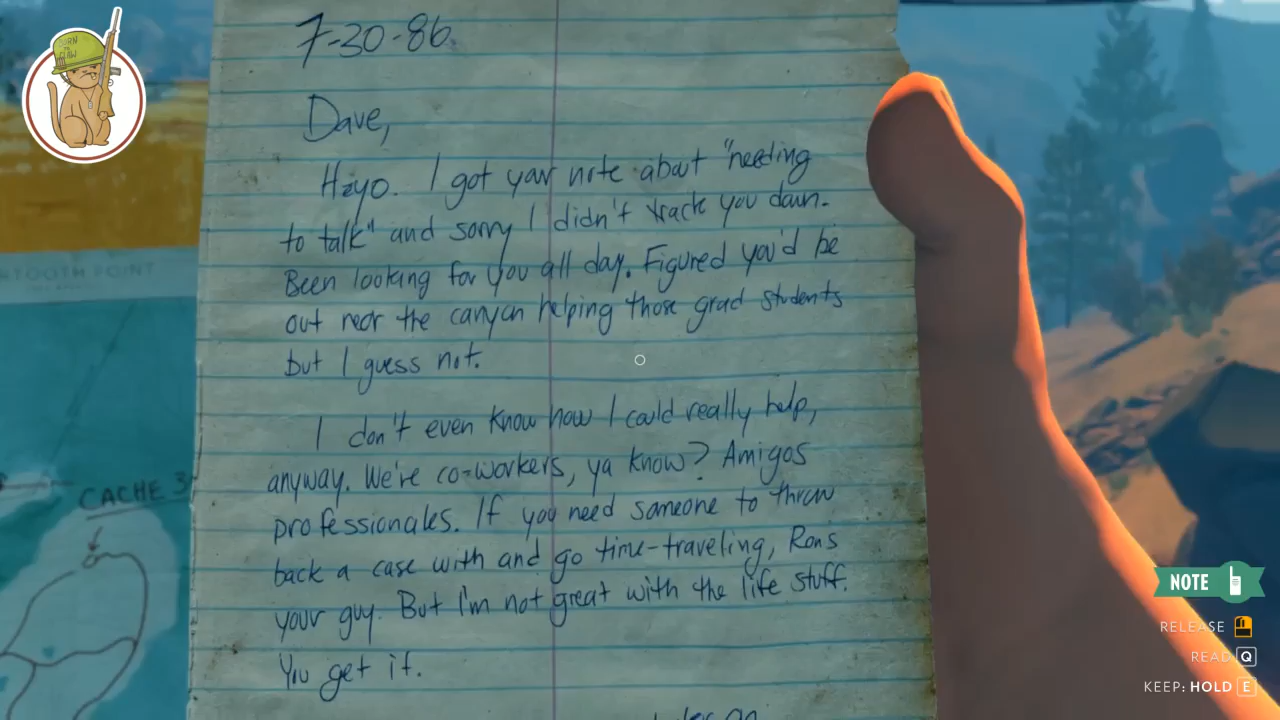 7-30-86
Dave,
Heyo. I got your note about "needing
to talk" and sorry I didn't track you down.
Been looking for you all day. Figured you'd be
out near the canyon helping those grad students
but I guess not.
I don't even know how I could really help,
anyway. We're co-workers, ya know? Amigos
professionales. If you need someone to throw
back a case with and go time-traveling, Rons
your guy. But I'm not great with the life stuff.
You get it.
CACHE 3
NOTE
RELEASE
READ Q
KEEP: HOLD E